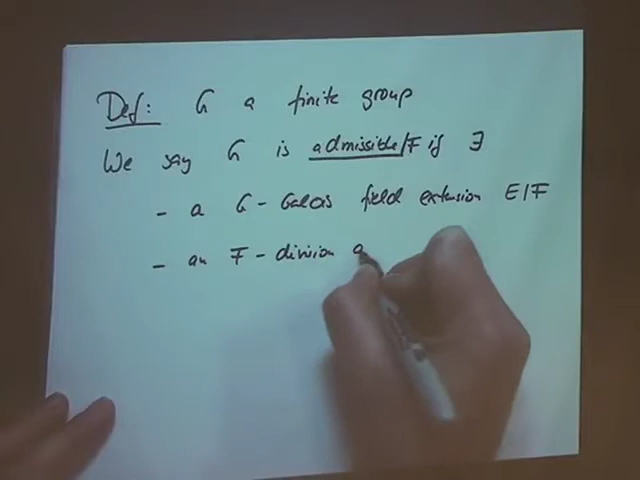 Def: G a finite group
We say G is admissible/F if ∃
- a G-Galois field extension E/F
- an F-division a